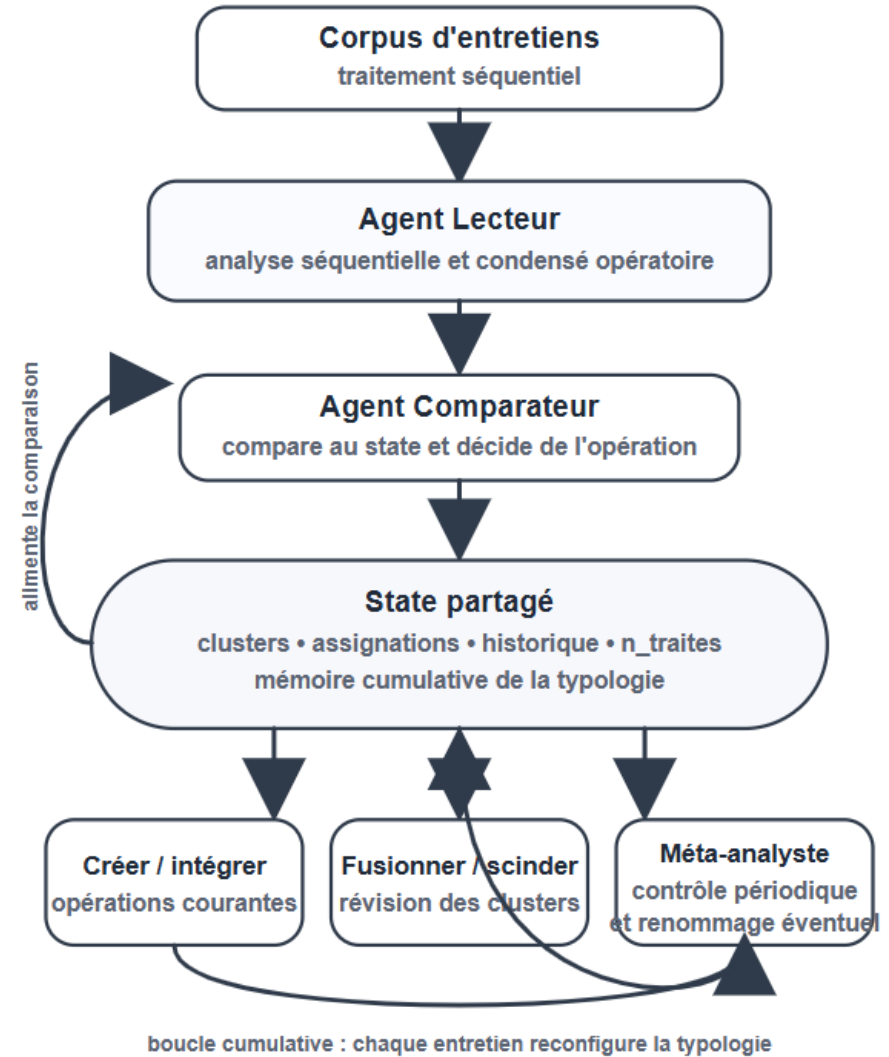 Corpus d'entretiens
traitement séquentiel
Agent Lecteur
analyse séquentielle et condensé opératoire
Agent Comparateur
compare au state et décide de l'opération
alimente la comparaison
State partagé
clusters • assignations • historique • n_traites
mémoire cumulative de la typologie
Créer / intégrer
opérations courantes
Fusionner / scinder
révision des clusters
Méta-analyste
contrôle périodique
et renommage éventuel
boucle cumulative : chaque entretien reconfigure la typologie